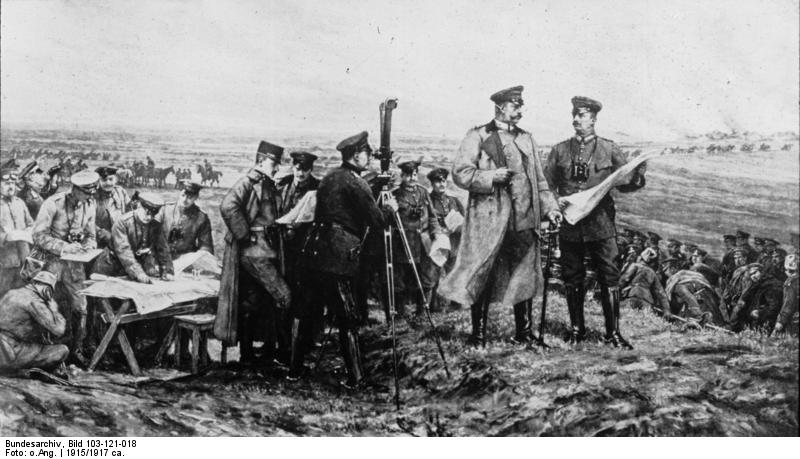 Bundesarchiv, Bild 103-121-018
Foto: o.Ang. | 1915/1917 ca.